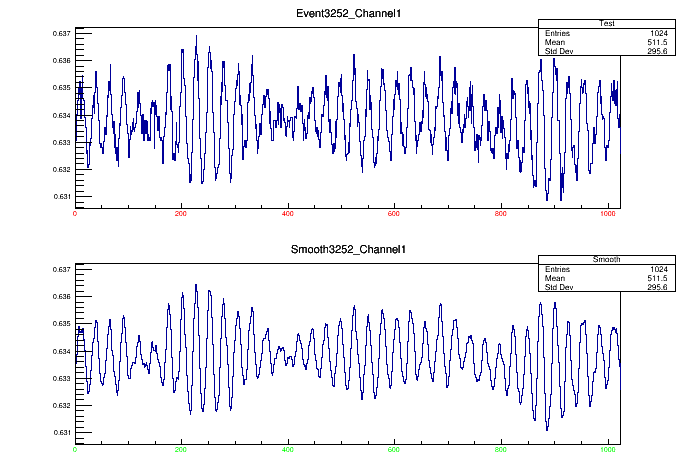 Event3252_Channel1
Test
Entries 1024
Mean 511.5
Std Dev 295.6
0.637
0.636
0.635
0.634
0.633
0.632
0.631
0 200 400 600 800 1000
Smooth3252_Channel1
Smooth
Entries 1024
Mean 511.5
Std Dev 295.6
0.637
0.636
0.635
0.634
0.633
0.632
0.631
0 200 400 600 800 1000